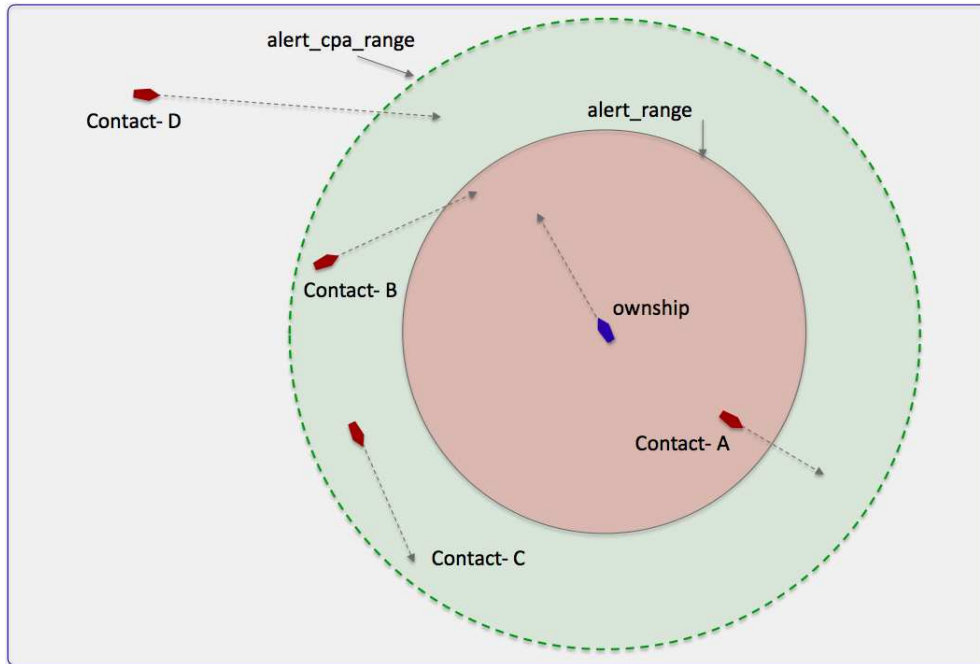 alert_cpa_range
alert_range
Contact- D
Contact- B
ownship
Contact- A
Contact- C